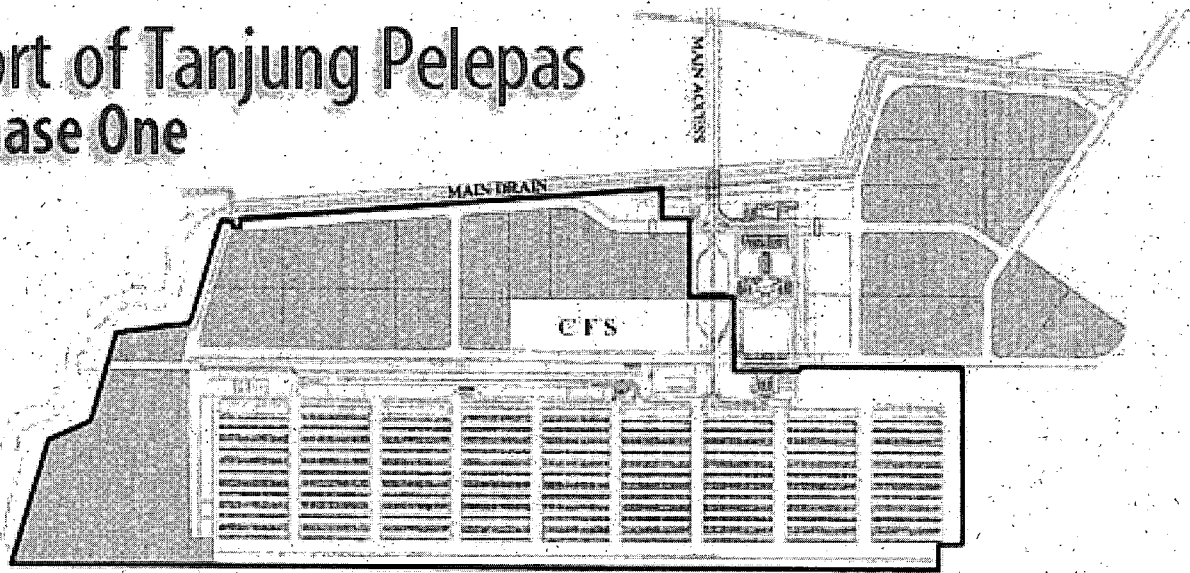 ort of Tanjung Pelepas
ase One
MAIN ACCESS
MAIN DRAIN
CFS